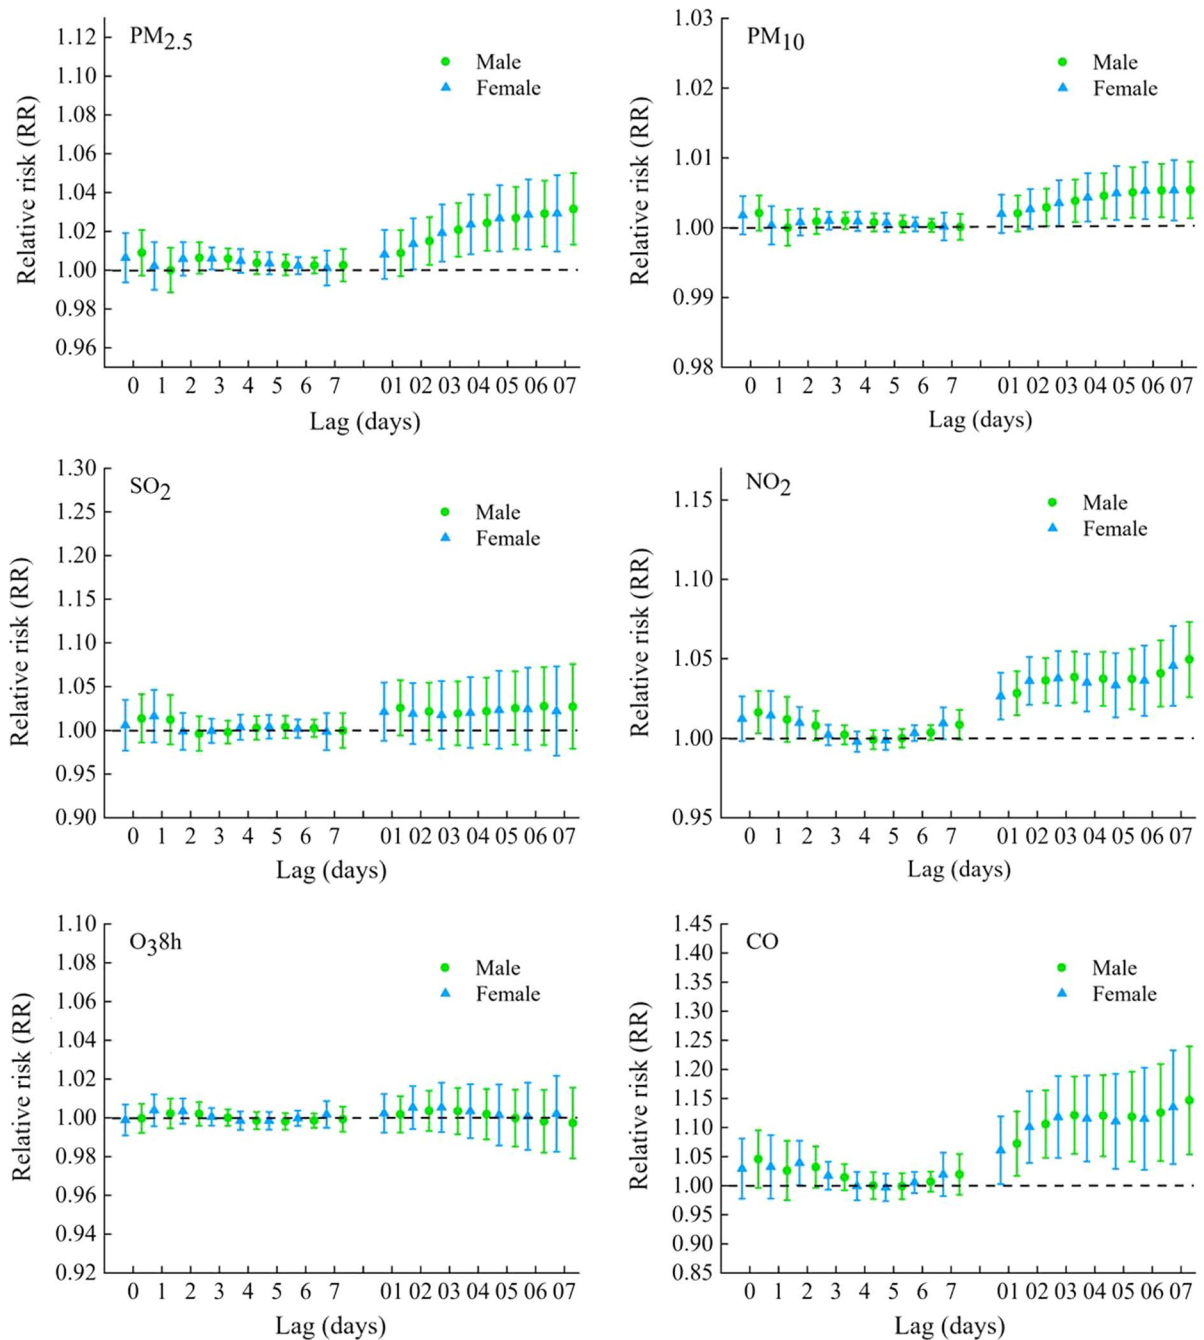 PM2.5
Male
Female
Relative risk (RR)
1.12
1.10
1.08
1.06
1.04
1.02
1.00
0.98
0.96
0 1 2 3 4 5 6 7 01 02 03 04 05 06 07
Lag (days)
PM10
Male
Female
Relative risk (RR)
1.03
1.02
1.01
1.00
0.99
0.98
0 1 2 3 4 5 6 7 01 02 03 04 05 06 07
Lag (days)
SO2
Male
Female
Relative risk (RR)
1.30
1.25
1.20
1.15
1.10
1.05
1.00
0.95
0.90
0 1 2 3 4 5 6 7 01 02 03 04 05 06 07
Lag (days)
NO2
Male
Female
Relative risk (RR)
1.15
1.10
1.05
1.00
0.95
0 1 2 3 4 5 6 7 01 02 03 04 05 06 07
Lag (days)
O38h
Male
Female
Relative risk (RR)
1.10
1.08
1.06
1.04
1.02
1.00
0.98
0.96
0.94
0.92
0 1 2 3 4 5 6 7 01 02 03 04 05 06 07
Lag (days)
CO
Male
Female
Relative risk (RR)
1.45
1.40
1.35
1.30
1.25
1.20
1.15
1.10
1.05
1.00
0.95
0.90
0.85
0 1 2 3 4 5 6 7 01 02 03 04 05 06 07
Lag (days)